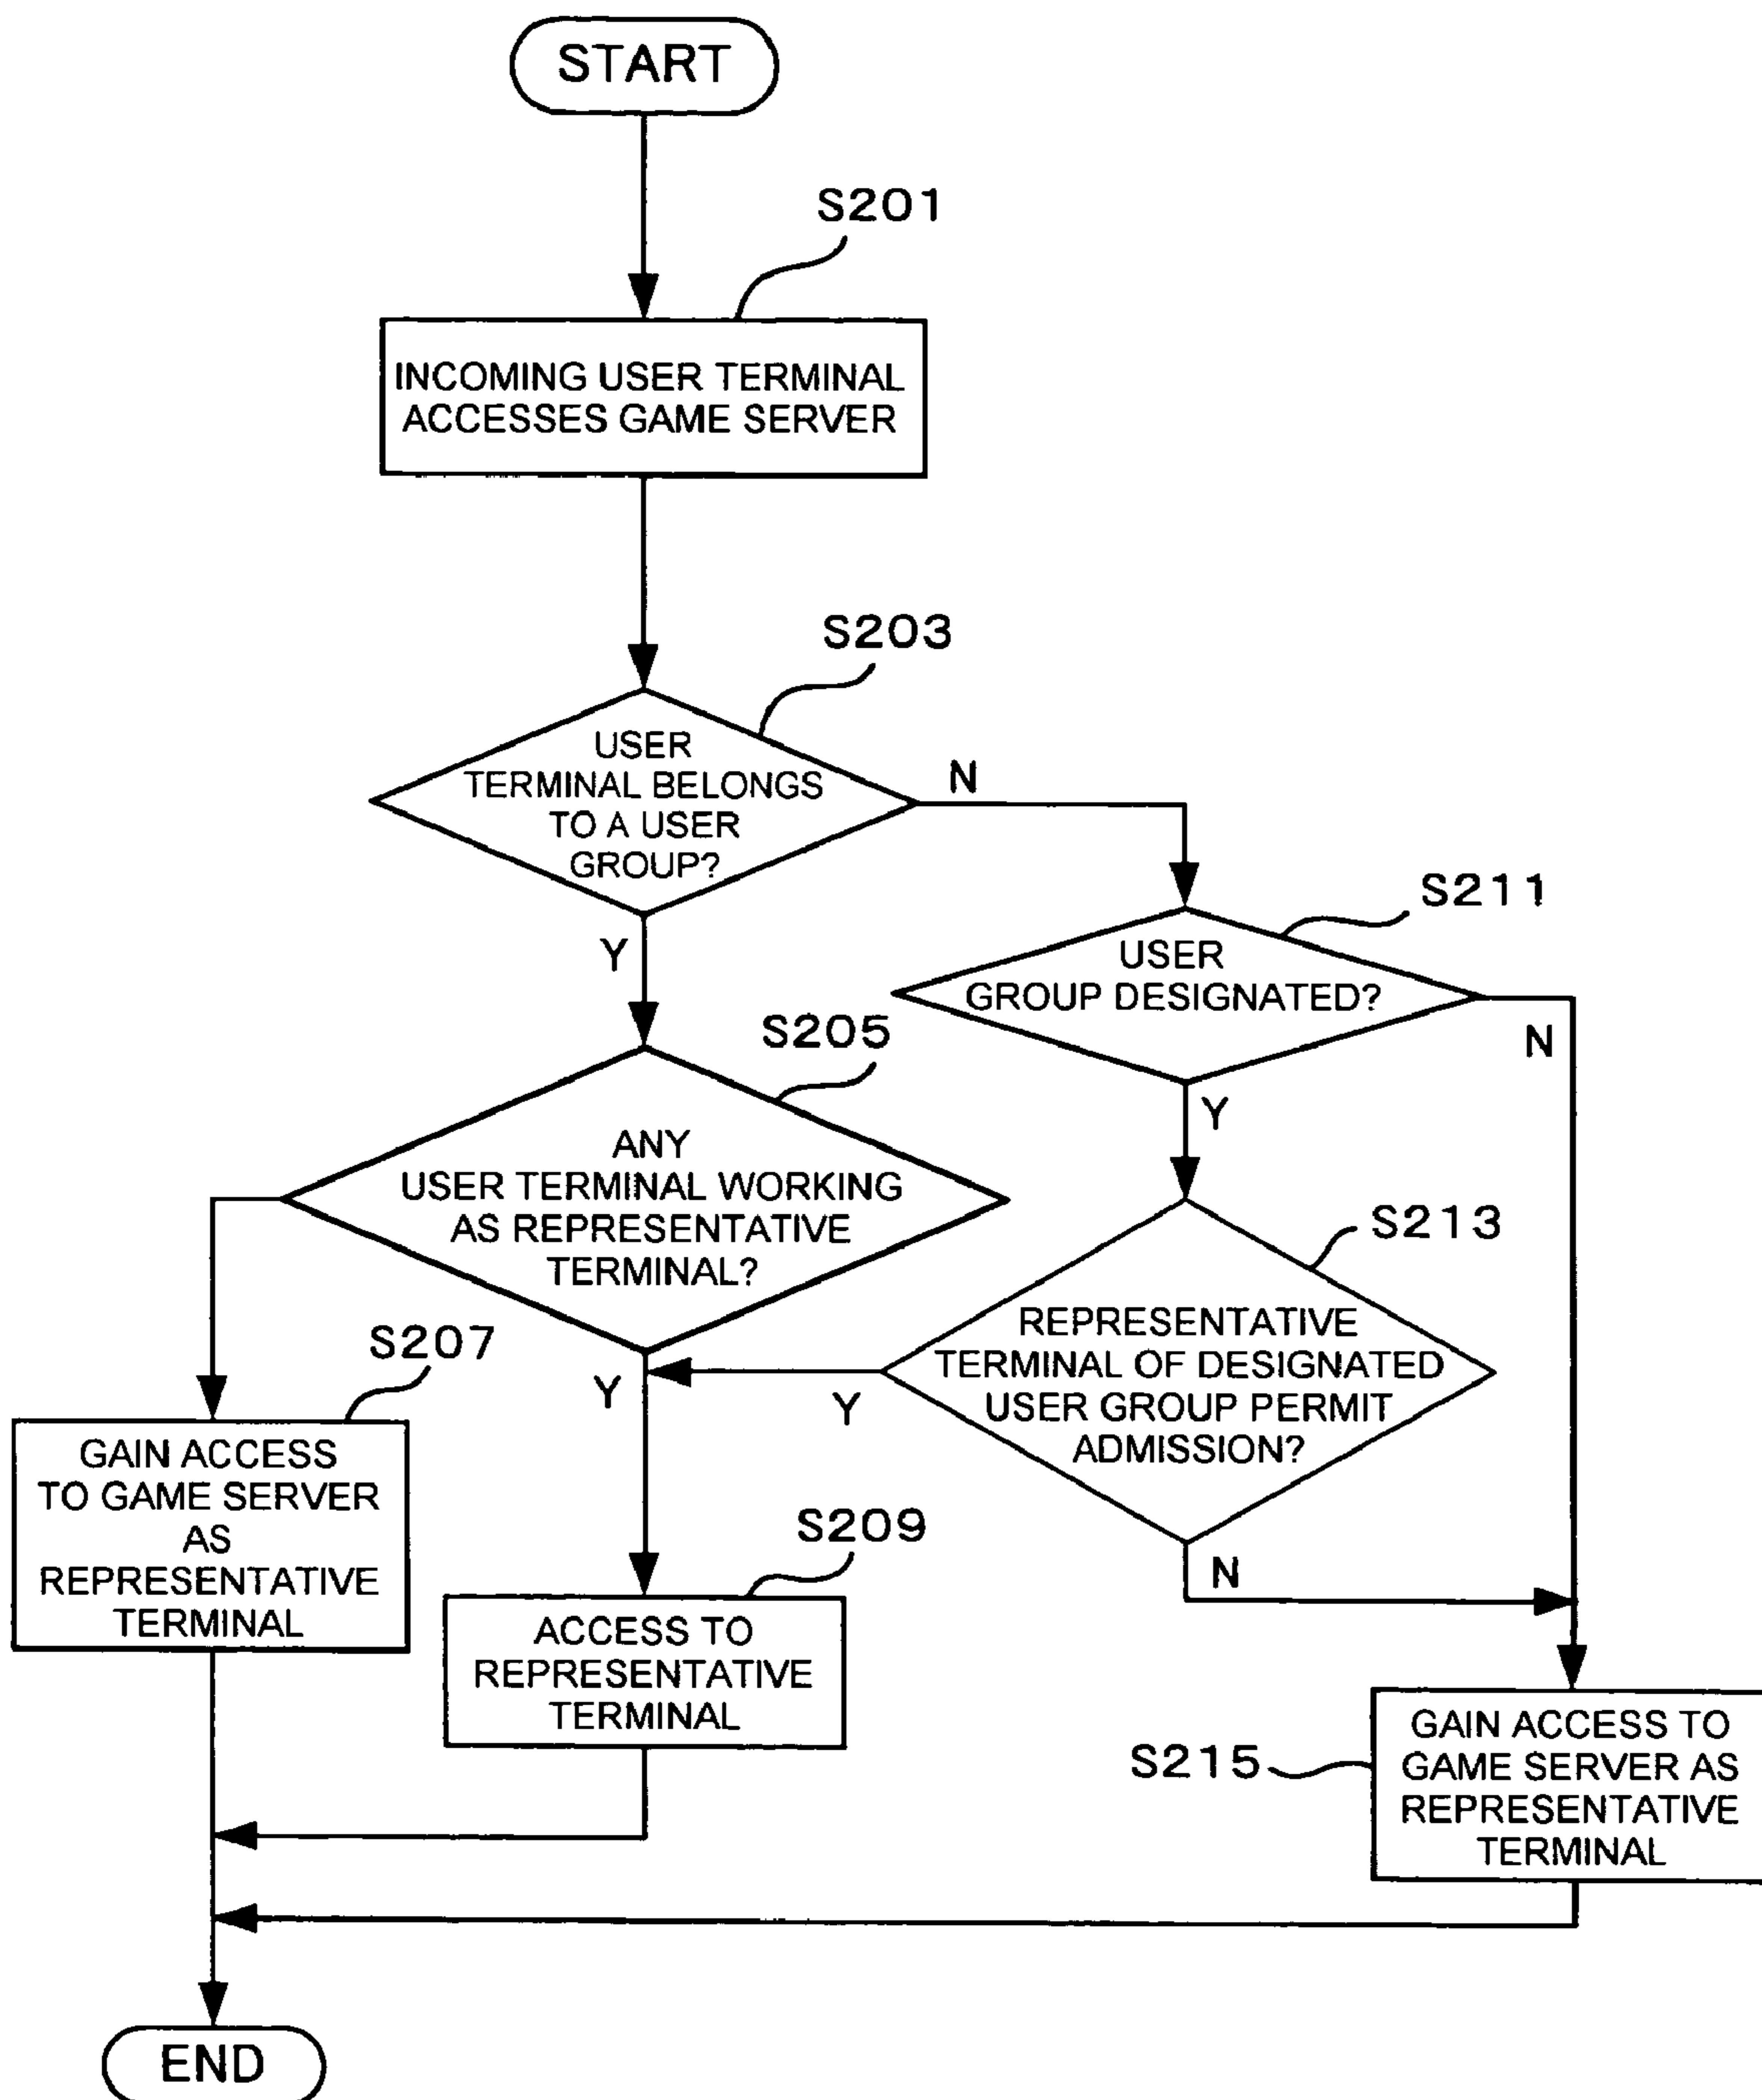 START
S201
INCOMING USER TERMINAL
ACCESSES GAME SERVER
S203
USER
TERMINAL BELONGS
TO A USER
GROUP?
N
Y
S211
USER
GROUP DESIGNATED?
N
Y
S205
ANY
USER TERMINAL WORKING
AS REPRESENTATIVE
TERMINAL?
Y
S213
REPRESENTATIVE
TERMINAL OF DESIGNATED
USER GROUP PERMIT
ADMISSION?
Y
N
S207
GAIN ACCESS
TO GAME SERVER
AS
REPRESENTATIVE
TERMINAL
S209
ACCESS TO
REPRESENTATIVE
TERMINAL
S215
GAIN ACCESS TO
GAME SERVER AS
REPRESENTATIVE
TERMINAL
END